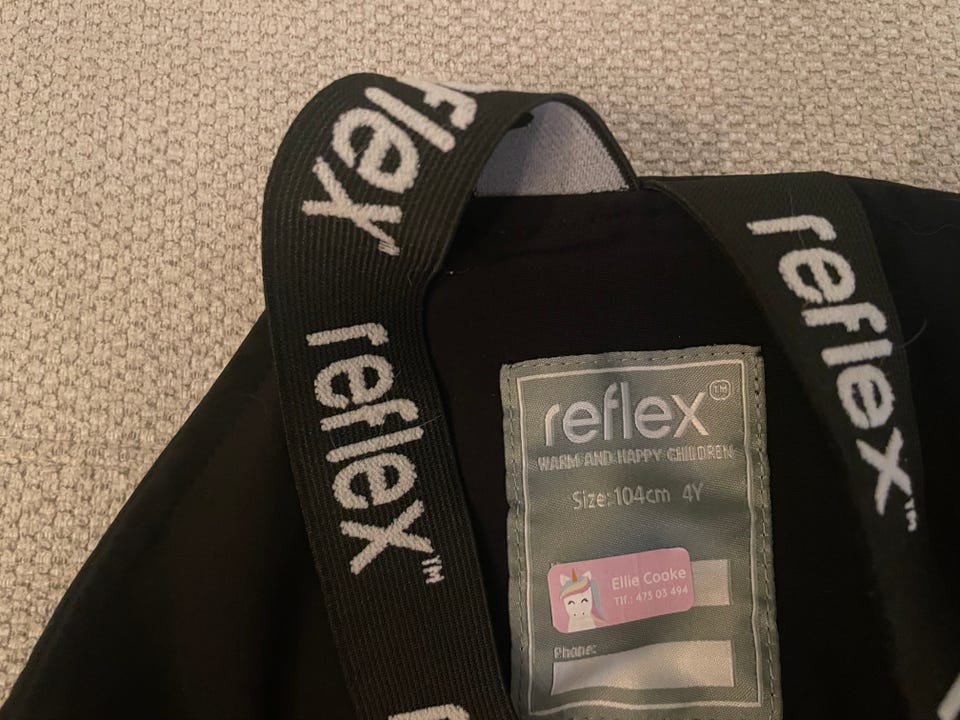 reflex™
reflex™
reflex™
reflex™
WARM AND HAPPY CHILDREN
Size: 104cm 4Y
Ellie Cooke
Tlf.: 473 03 494
Phone: